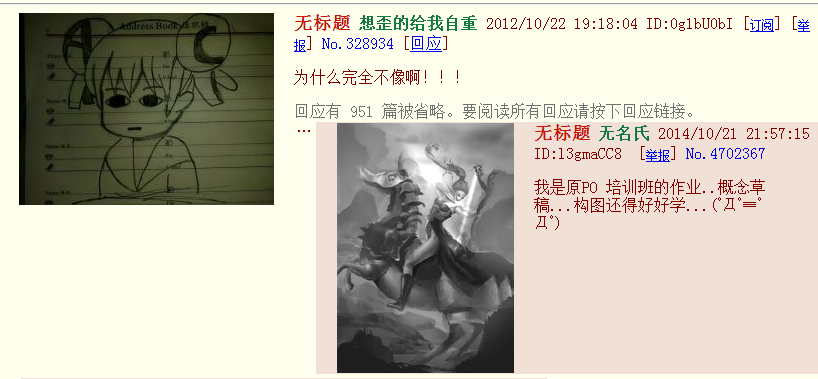 Address Book 通讯录
A
C
无标题 想歪的给我自重 2012/10/22 19:18:04 ID:0g1bU0bI [订阅] [举
报] No.328934 [回应]
为什么完全不像啊！！！
回应有 951 篇被省略。要阅读所有回应请按下回应链接。
…
无标题 无名氏 2014/10/21 21:57:15
ID:l3gmaCC8 [举报] No.4702367
我是原PO 培训班的作业..概念草
稿...构图还得好好学...(ﾟДﾟ≡ﾟ
Дﾟ)